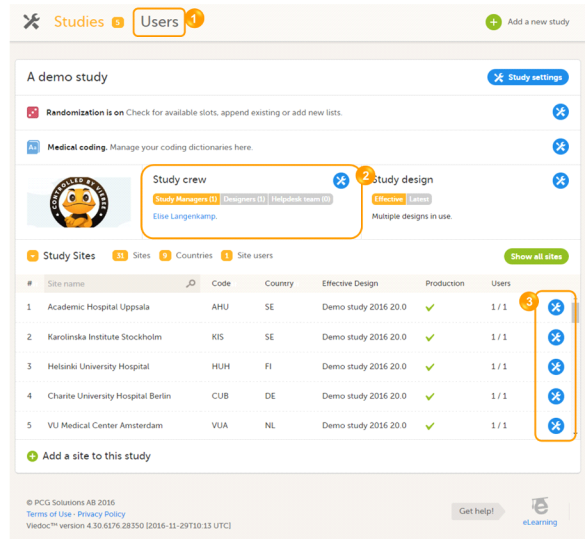 Studies 5 Users 1
Add a new study
A demo study
Study settings
Randomization is on Check for available slots, append existing or add new lists.
Medical coding. Manage your coding dictionaries here.
CONTROLLED BY VIEBEE
Study crew
Study Managers (1) Designers (1) Helpdesk team (0)
Elise Langenkamp.
2
Study design
Effective Latest
Multiple designs in use.
Study Sites 31 Sites 9 Countries 1 Site users
Show all sites
# Site name Code Country Effective Design Production Users
3
1 Academic Hospital Uppsala AHU SE Demo study 2016 20.0 1 / 1
2 Karolinska Institute Stockholm KIS SE Demo study 2016 20.0 1 / 1
3 Helsinki University Hospital HUH FI Demo study 2016 20.0 1 / 1
4 Charite University Hospital Berlin CUB DE Demo study 2016 20.0 1 / 1
5 VU Medical Center Amsterdam VUA NL Demo study 2016 20.0 1 / 1
Add a site to this study
© PCG Solutions AB 2016
Terms of Use - Privacy Policy
Viedoc™ version 4.30.6176.28350 [2016-11-29T10:13 UTC]
Get help!
eLearning